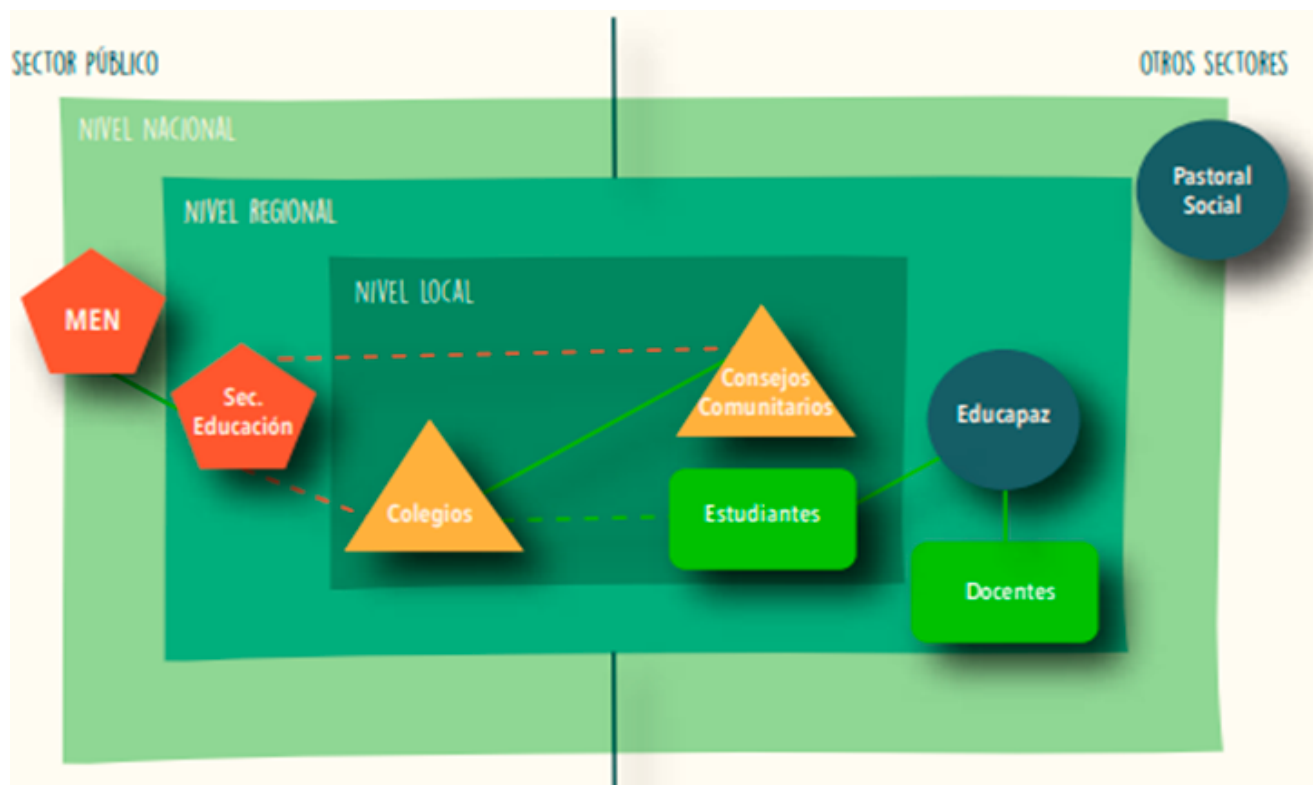 SECTOR PÚBLICO
OTROS SECTORES
NIVEL NACIONAL
Pastoral
Social
NIVEL REGIONAL
NIVEL LOCAL
MEN
Sec.
Educación
Consejos
Comunitarios
Educapaz
Colegios
Estudiantes
Docentes